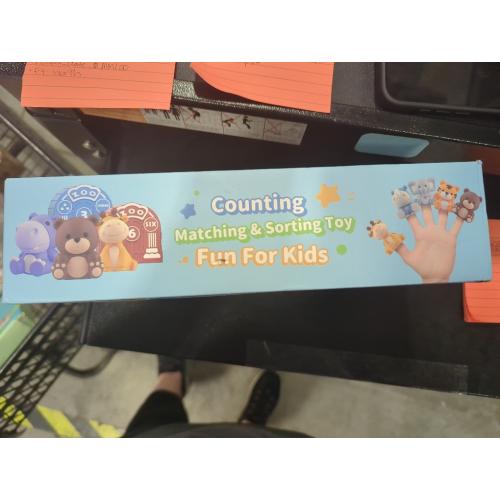 ZOO
3
ZOO
SIX
6
Counting
Matching & Sorting Toy
Fun For Kids